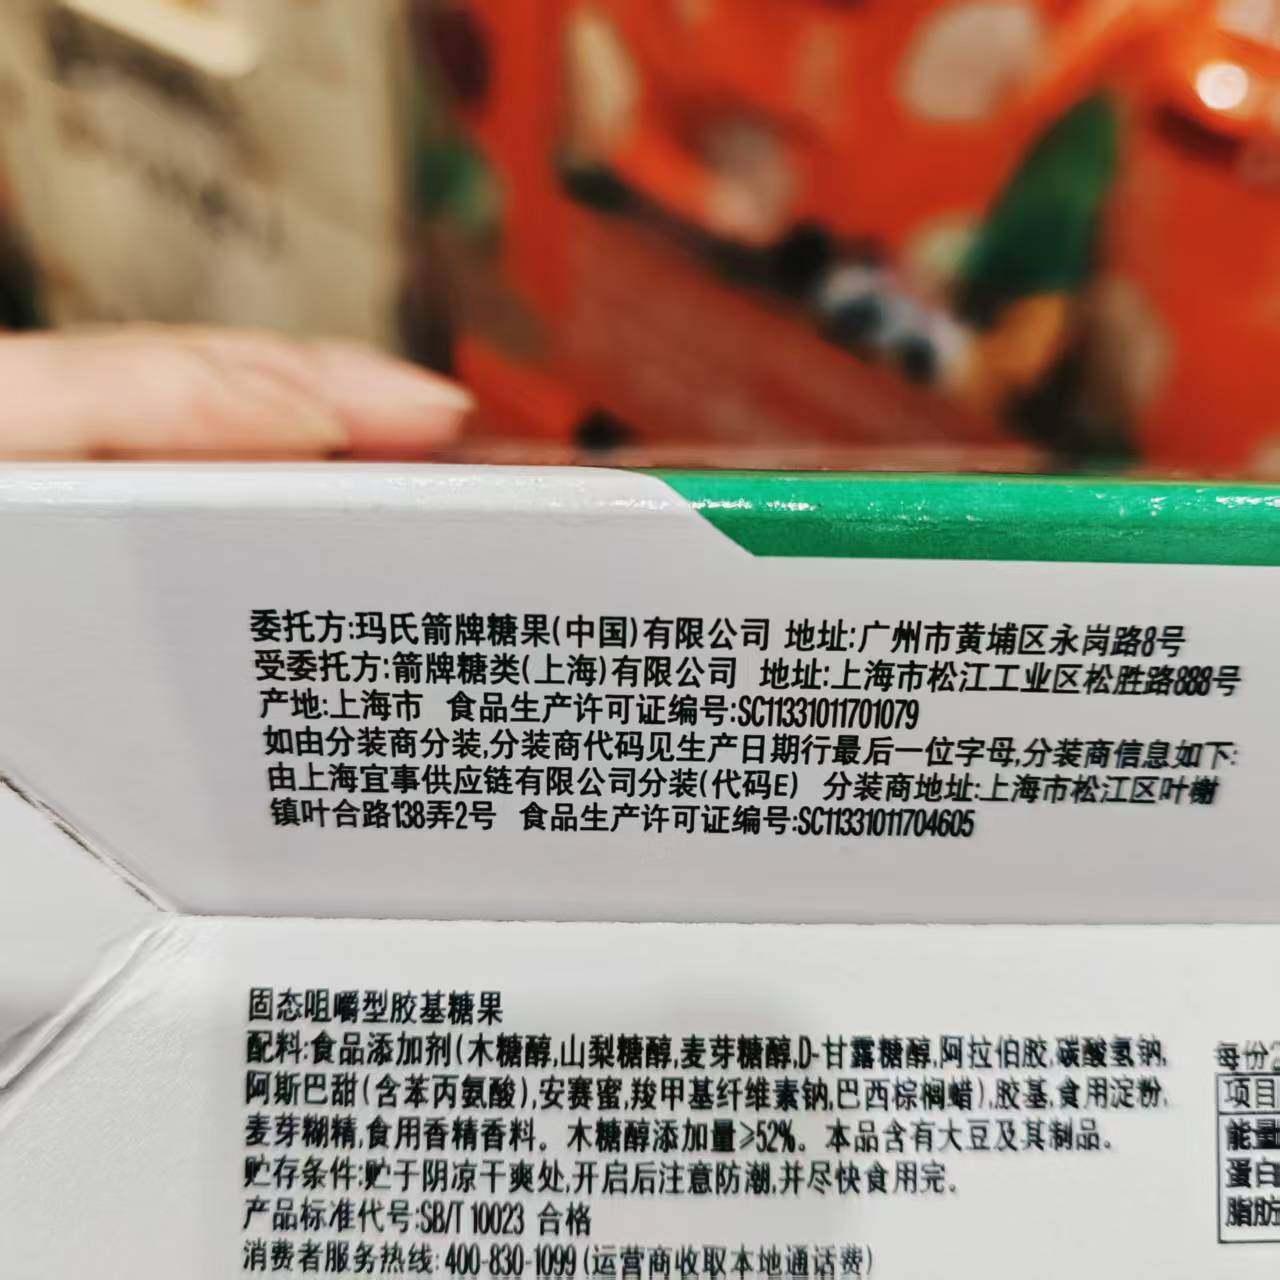 委托方:玛氏箭牌糖果(中国)有限公司 地址:广州市黄埔区永岗路8号
受委托方:箭牌糖类(上海)有限公司 地址:上海市松江工业区松胜路888号
产地:上海市 食品生产许可证编号:SC11331011701079
如由分装商分装,分装商代码见生产日期行最后一位字母,分装商信息如下:
由上海宜事供应链有限公司分装(代码E) 分装商地址:上海市松江区叶榭
镇叶合路138弄2号 食品生产许可证编号:SC11331011704605
固态咀嚼型胶基糖果
配料:食品添加剂(木糖醇,山梨糖醇,麦芽糖醇,D-甘露糖醇,阿拉伯胶,碳酸氢钠,
阿斯巴甜(含苯丙氨酸),安赛蜜,羧甲基纤维素钠,巴西棕榈蜡),胶基,食用淀粉,
麦芽糊精,食用香精香料。木糖醇添加量≥52%。本品含有大豆及其制品。
贮存条件:贮于阴凉干爽处,开启后注意防潮,并尽快食用完。
产品标准代号:SB/T 10023 合格
消费者服务热线:400-830-1099(运营商收取本地通话费)
每份2
项目
能量
蛋白
脂肪